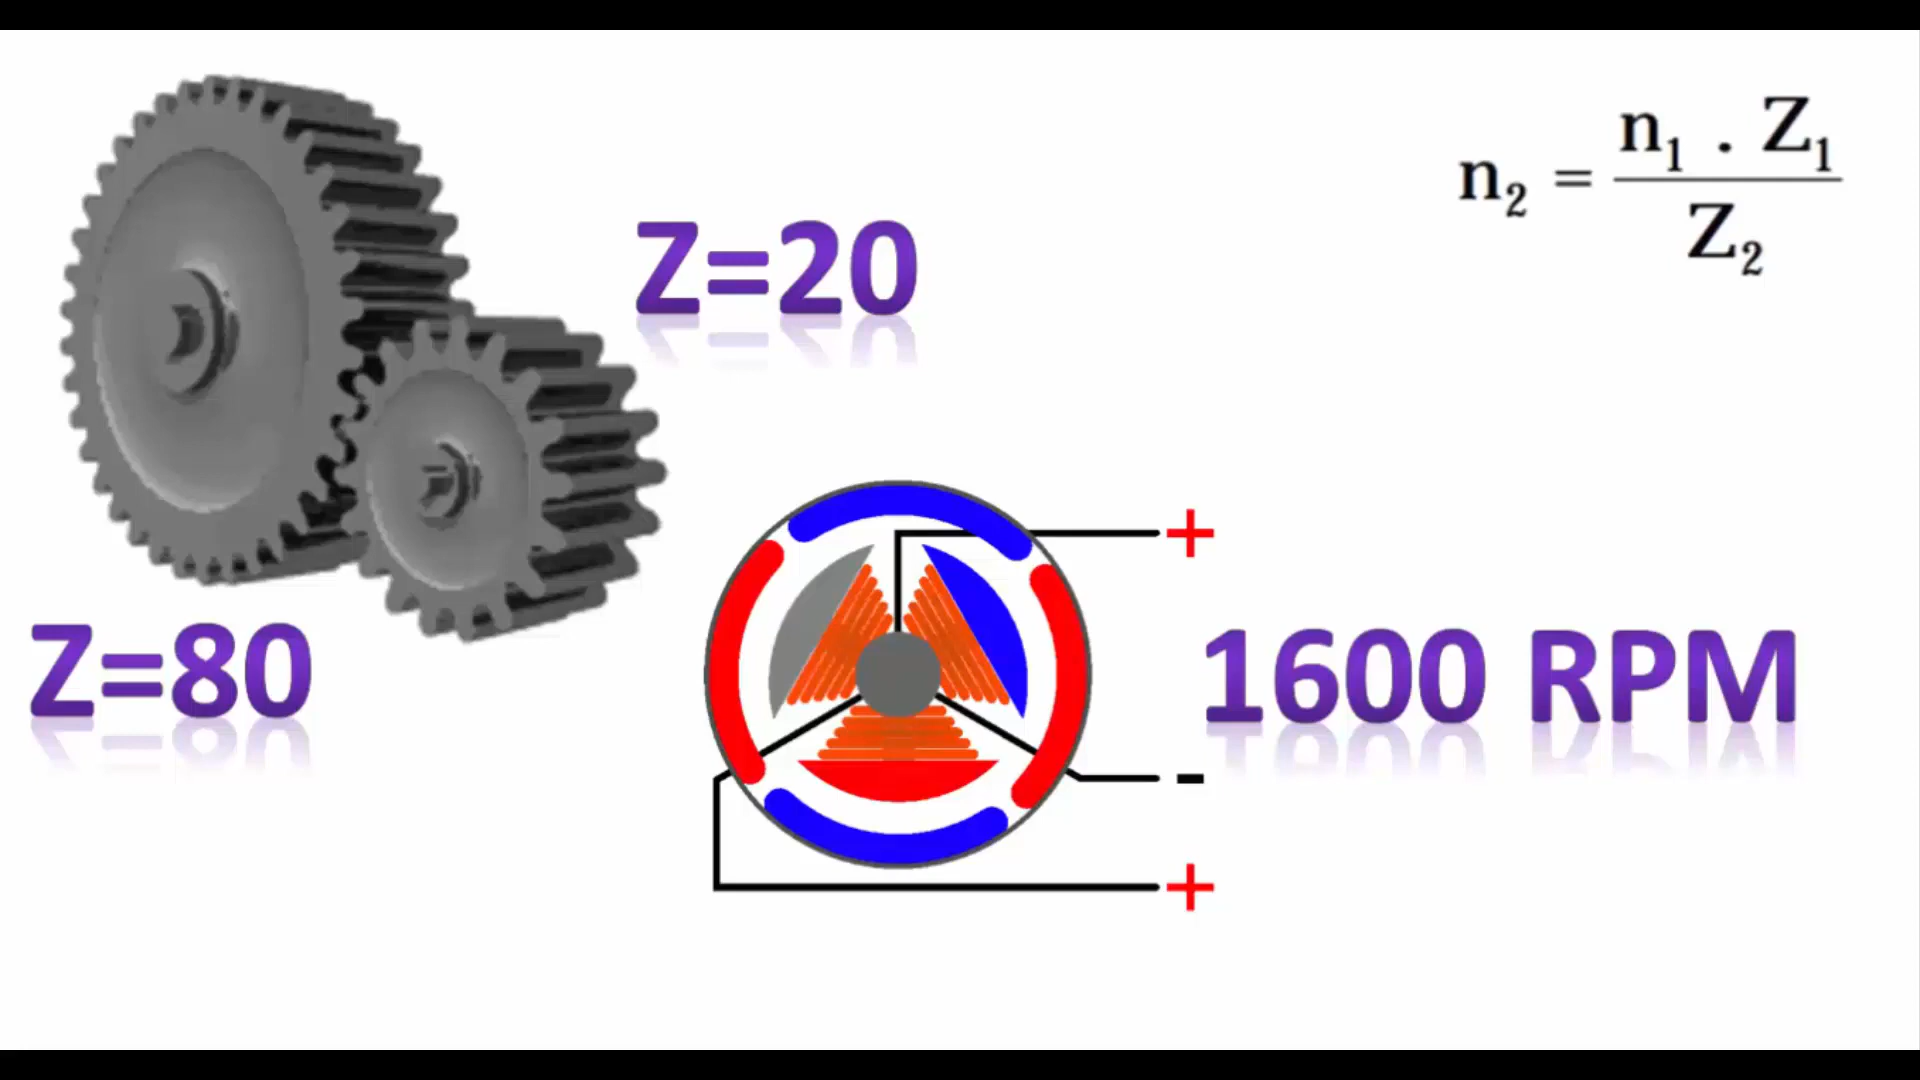 n₂ = n₁ . Z₁ / Z₂
Z=20
+
Z=80
1600 RPM
-
+